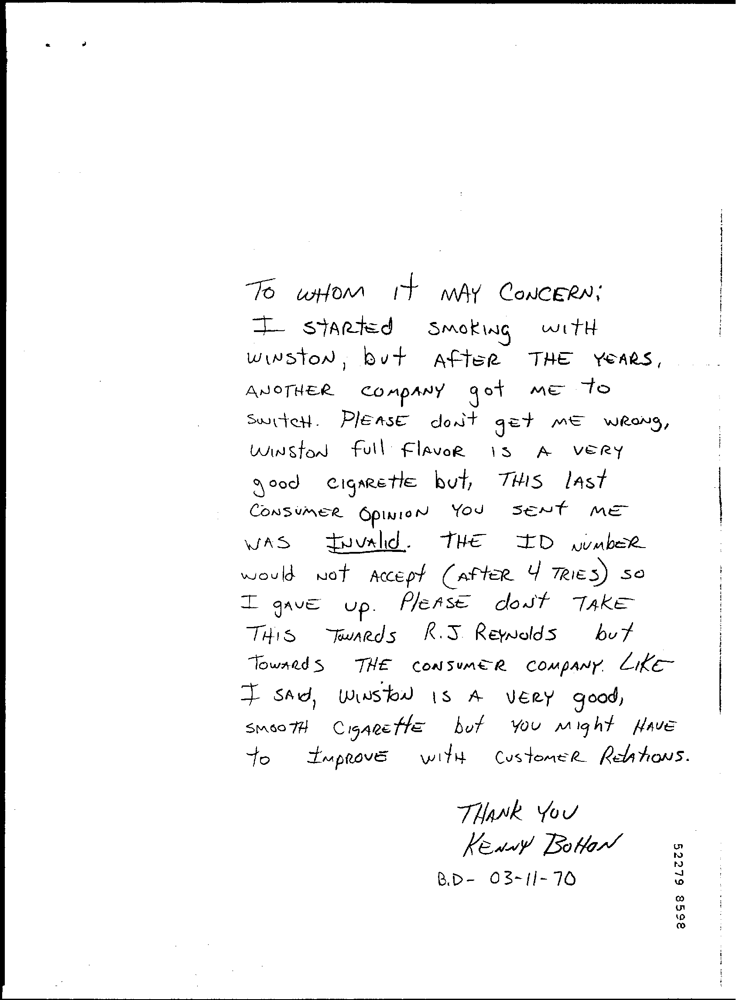 To WHOM it MAY CONCERN;
I STARTED SMOKING WITH
WINSTON, but AFTER THE YEARS,
ANOTHER COMPANY got ME to
SWITCH. PLEASE don't get ME WRONG,
WINSTON full flAVOR IS A VERY
good CIGARETTE but, THIS lAST
CONSUMER OPINION YOU SENT ME
WAS INVAlid. THE ID NUMBER
would NOT ACCEPT (AFTER 4 TRIES) SO
I gAVE up. PLEASE don't TAKE
THIS TOWARDS R.J. REYNOLDS but
TOWARDS THE CONSUMER COMPANY. LIKE
I SAId, WINSTON IS A VERY good,
SMOOTH CIGARETTE but YOU Might HAVE
to IMPROVE WITH CUSTOMER RELATIONS.
THANK YOU
KENNY BOHON
B.D- 03-11-70
52279 8598